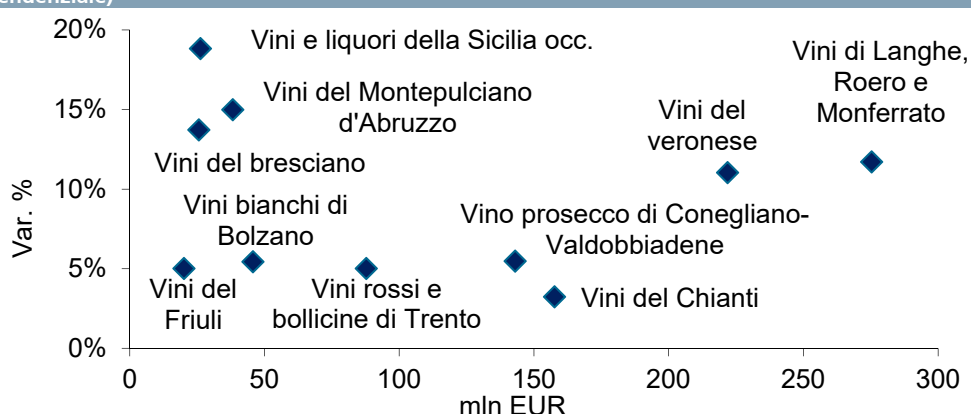 20%
15%
10%
5%
0%
Var. %
Vini e liquori della Sicilia occ.
Vini del Montepulciano
d'Abruzzo
Vini del bresciano
Vini bianchi di
Bolzano
Vini del
Friuli
Vini rossi e
bollicine di Trento
Vino prosecco di Conegliano-
Valdobbiadene
Vini del Chianti
Vini del
veronese
Vini di Langhe,
Roero e
Monferrato
0 50 100 150 200 250 300
mln EUR